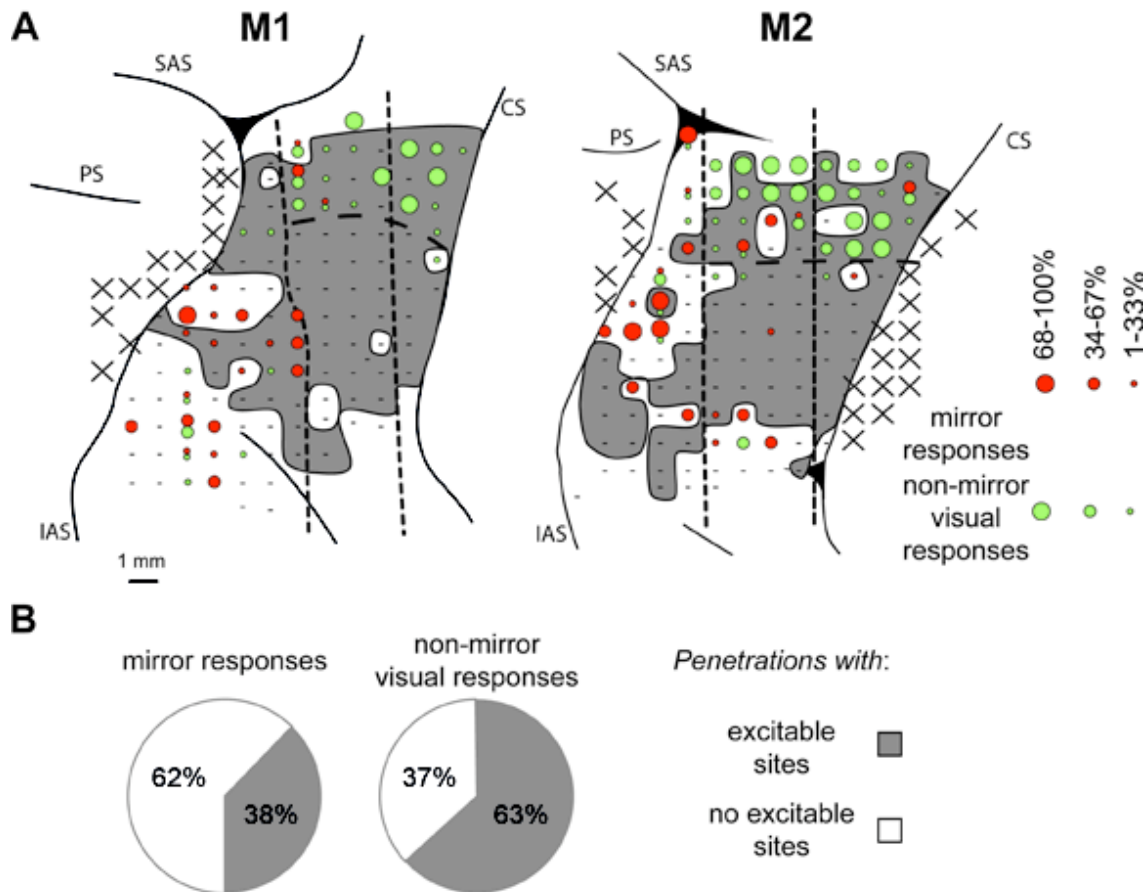 A
M1
M2
SAS
CS
PS
IAS
1 mm
SAS
PS
CS
IAS
68-100%
34-67%
1-33%
mirror
responses
non-mirror
visual
responses
B
mirror responses
62%
38%
non-mirror
visual responses
37%
63%
Penetrations with:
excitable
sites
no excitable
sites